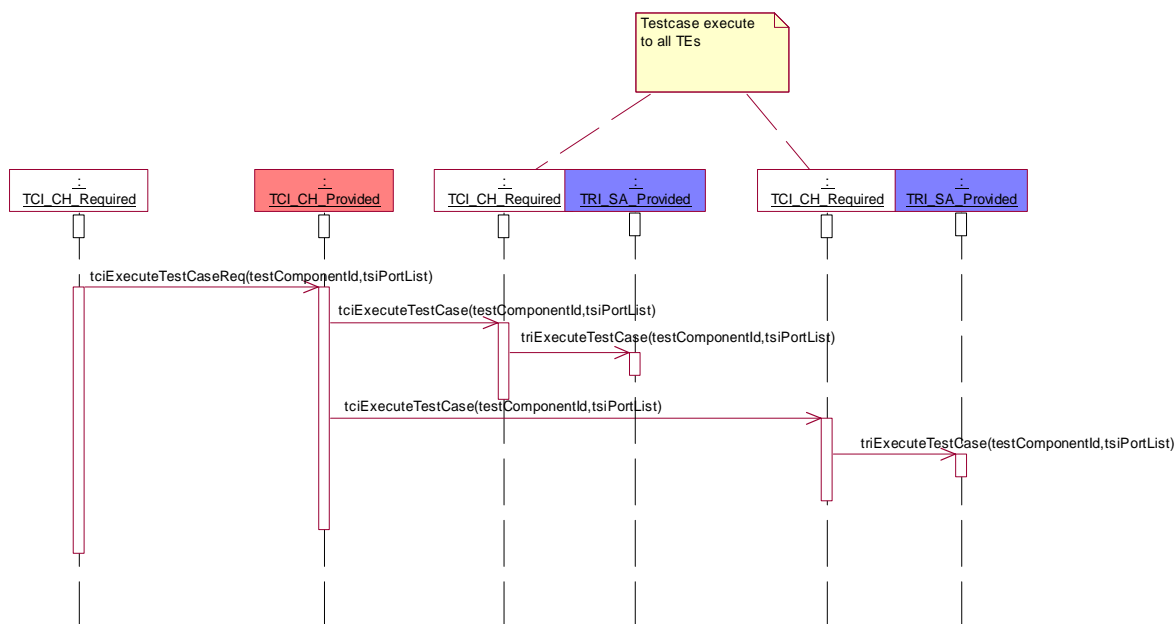 Testcase execute
to all TEs
:
TCI_CH_Required
:
TCI_CH_Provided
:
TCI_CH_Required
:
TRI_SA_Provided
:
TCI_CH_Required
:
TRI_SA_Provided
tciExecuteTestCaseReq(testComponentId,tsiPortList)
tciExecuteTestCase(testComponentId,tsiPortList)
triExecuteTestCase(testComponentId,tsiPortList)
tciExecuteTestCase(testComponentId,tsiPortList)
triExecuteTestCase(testComponentId,tsiPortList)